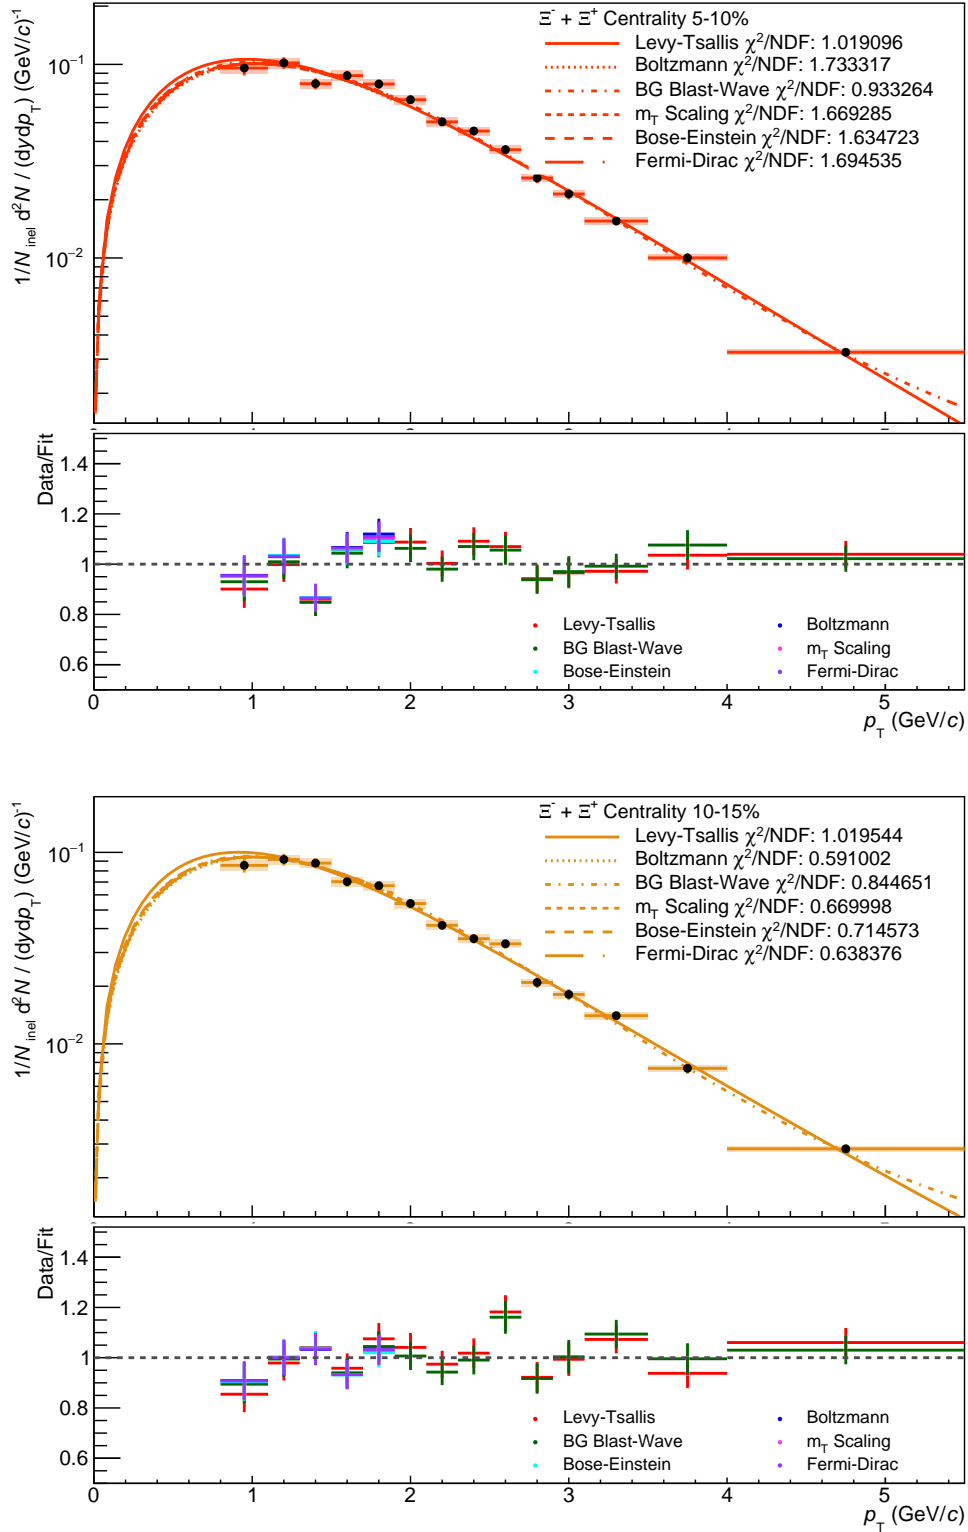 Ξ⁻ + Ξ⁺ Centrality 5-10%
Levy-Tsallis χ²/NDF: 1.019096
Boltzmann χ²/NDF: 1.733317
BG Blast-Wave χ²/NDF: 0.933264
m_T Scaling χ²/NDF: 1.669285
Bose-Einstein χ²/NDF: 1.634723
Fermi-Dirac χ²/NDF: 1.694535
1/N_inel d²N / (dydp_T) (GeV/c)⁻¹
10⁻¹
10⁻²
Data/Fit
1.4
1.2
1
0.8
0.6
Levy-Tsallis
Boltzmann
BG Blast-Wave
m_T Scaling
Bose-Einstein
Fermi-Dirac
0 1 2 3 4 5
p_T (GeV/c)
Ξ⁻ + Ξ⁺ Centrality 10-15%
Levy-Tsallis χ²/NDF: 1.019544
Boltzmann χ²/NDF: 0.591002
BG Blast-Wave χ²/NDF: 0.844651
m_T Scaling χ²/NDF: 0.669998
Bose-Einstein χ²/NDF: 0.714573
Fermi-Dirac χ²/NDF: 0.638376
1/N_inel d²N / (dydp_T) (GeV/c)⁻¹
10⁻¹
10⁻²
Data/Fit
1.4
1.2
1
0.8
0.6
Levy-Tsallis
Boltzmann
BG Blast-Wave
m_T Scaling
Bose-Einstein
Fermi-Dirac
0 1 2 3 4 5
p_T (GeV/c)